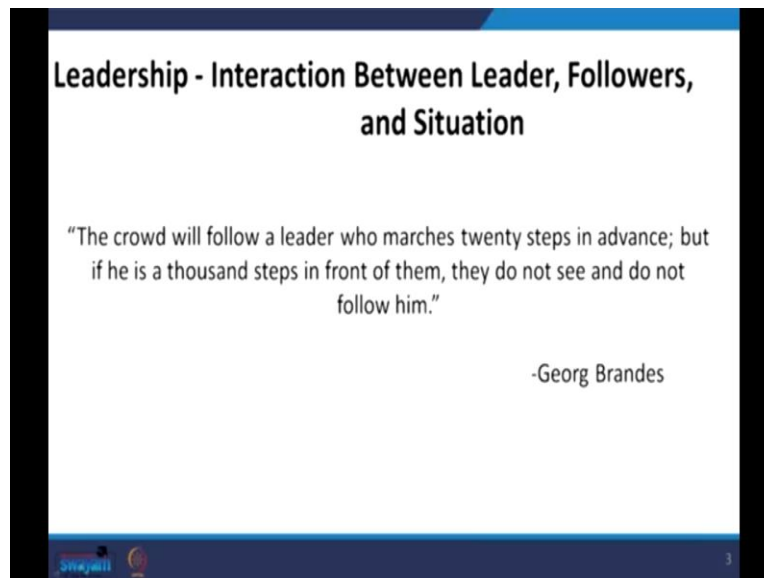 Leadership - Interaction Between Leader, Followers,
and Situation
“The crowd will follow a leader who marches twenty steps in advance; but
if he is a thousand steps in front of them, they do not see and do not
follow him.”
-Georg Brandes
swayam
3